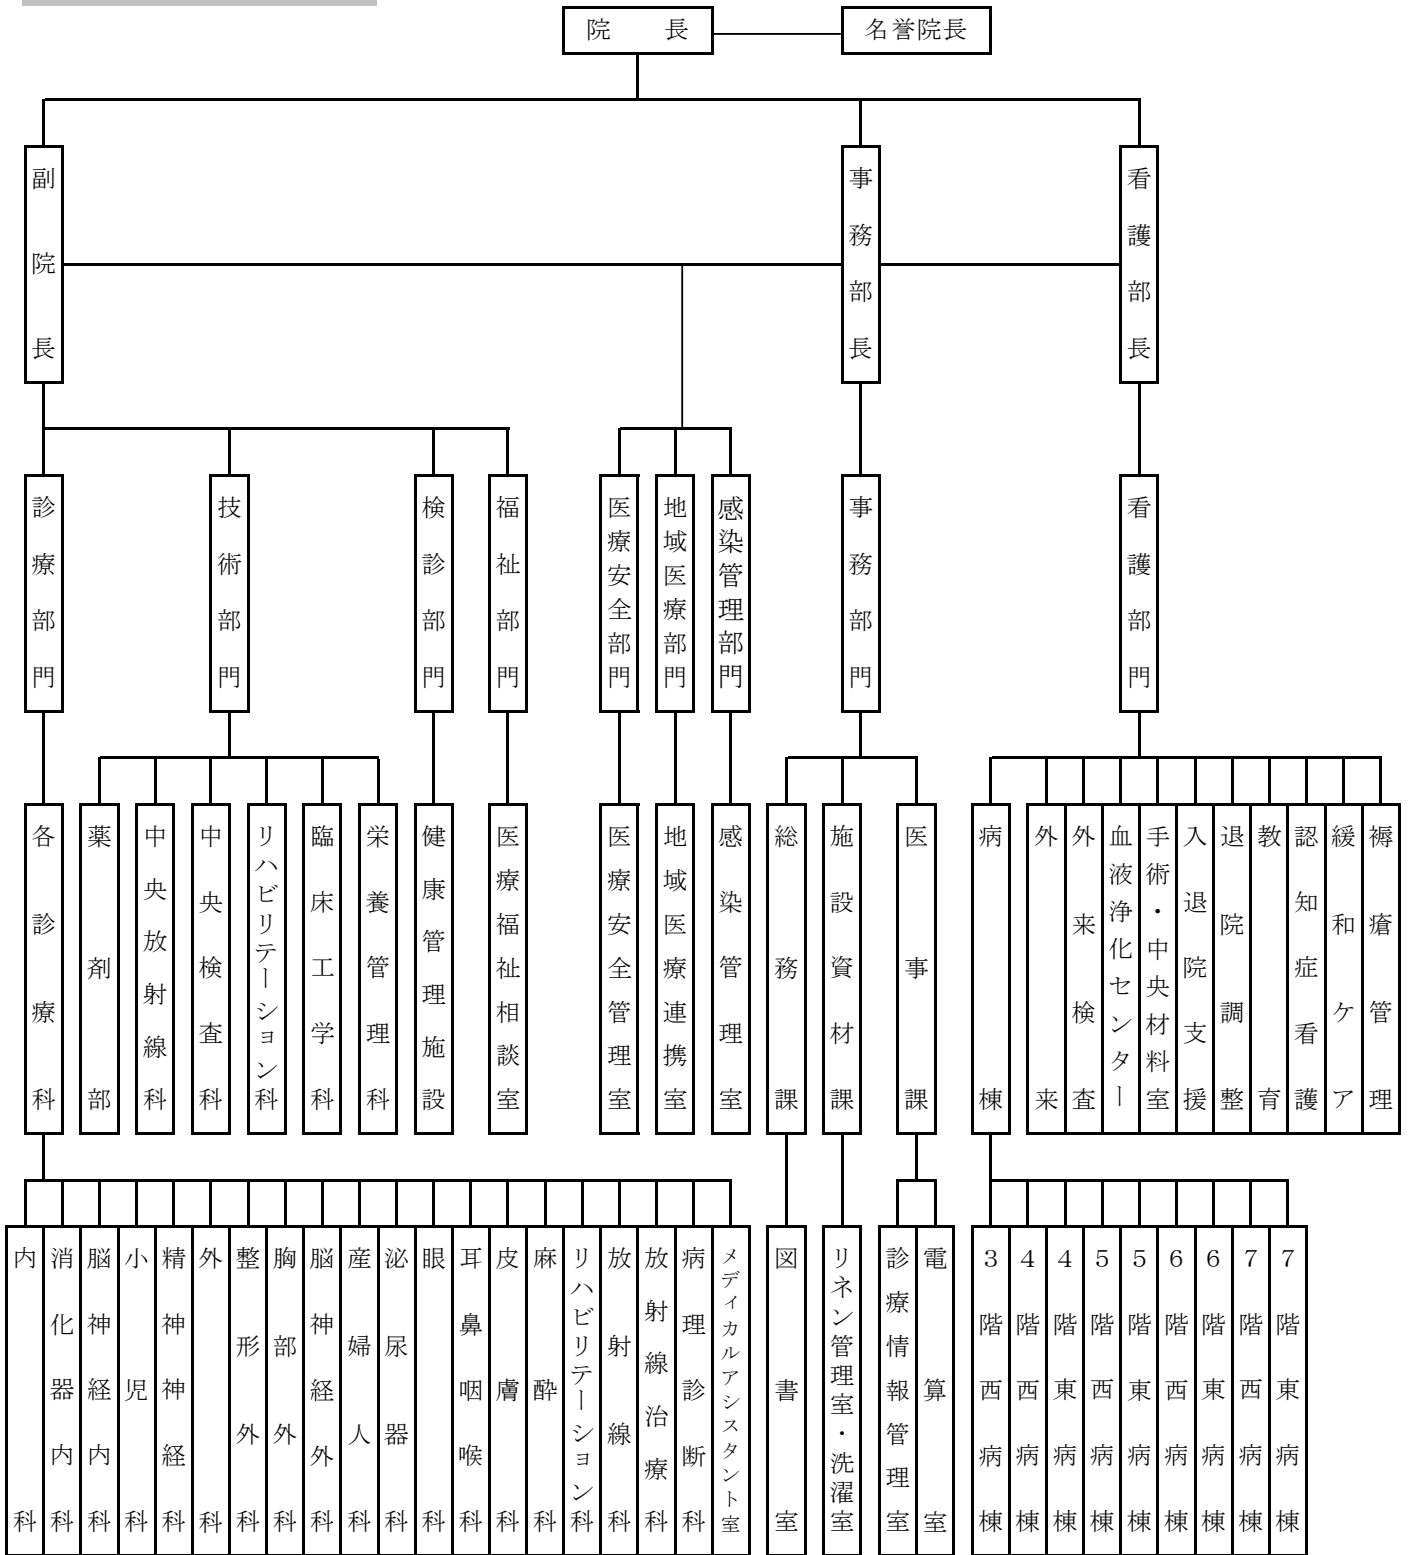 院長
名誉院長
副院長
事務部長
看護部長
診療部門
技術部門
検診部門
福祉部門
医療安全部門
地域医療部門
感染管理部門
事務部門
看護部門
各診療科
薬剤部
中央放射線科
中央検査科
リハビリテーション科
臨床工学科
栄養管理科
健康管理施設
医療福祉相談室
医療安全管理室
地域医療連携室
感染管理室
総務課
施設資材課
医事課
病棟
外来
外来検査
血液浄化センター
手術・中央材料室
入退院支援
退院調整
教育
認知症看護
緩和ケア
褥瘡管理
内科
消化器内科
脳神経内科
小児科
精神神経科
外科
整形外科
胸部外科
脳神経外科
産婦人科
泌尿器科
眼科
耳鼻咽喉科
皮膚科
麻酔科
リハビリテーション科
放射線科
放射線治療科
病理診断科
メディカルアシスタント室
図書室
リネン管理室・洗濯室
診療情報管理室
電算室
3階西病棟
4階西病棟
4階東病棟
5階西病棟
5階東病棟
6階西病棟
6階東病棟
7階西病棟
7階東病棟